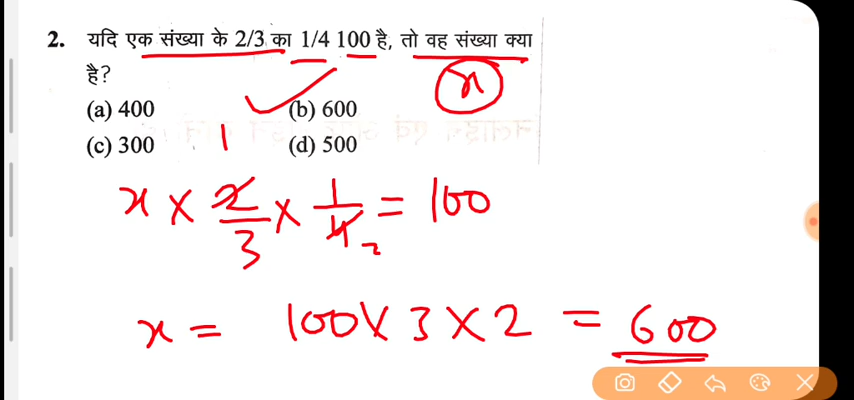 2. यदि एक संख्या के 2/3 का 1/4 100 है, तो वह संख्या क्या
है?
x
(a) 400 (b) 600
(c) 300 (d) 500
1
x × 2/3 × 1/4 = 100
2
x = 100 × 3 × 2 = 600